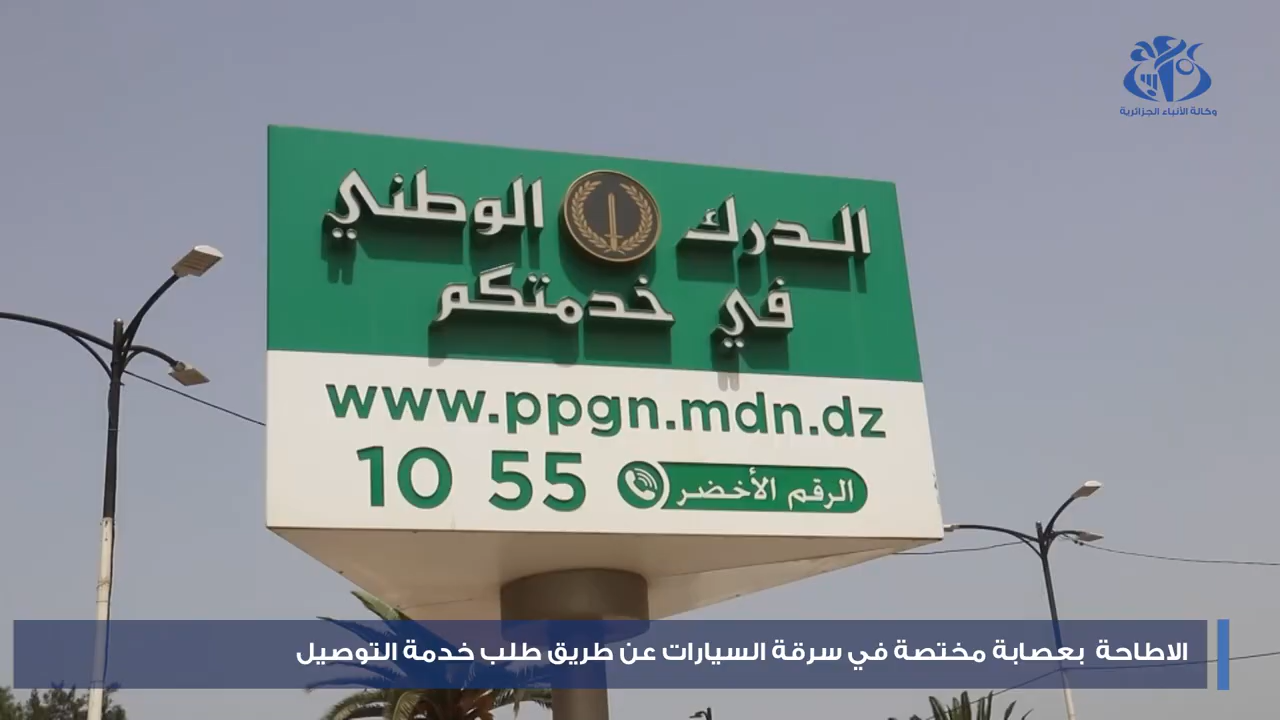 وكالة الأنباء الجزائرية
الـدرك الوطني
في خدمتكم
www.ppgn.mdn.dz
10 55 الرقم الأخضر
الاطاحة بعصابة مختصة في سرقة السيارات عن طريق طلب خدمة التوصيل